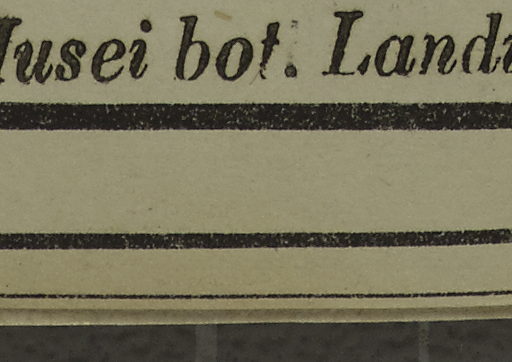 Musei bot. Land